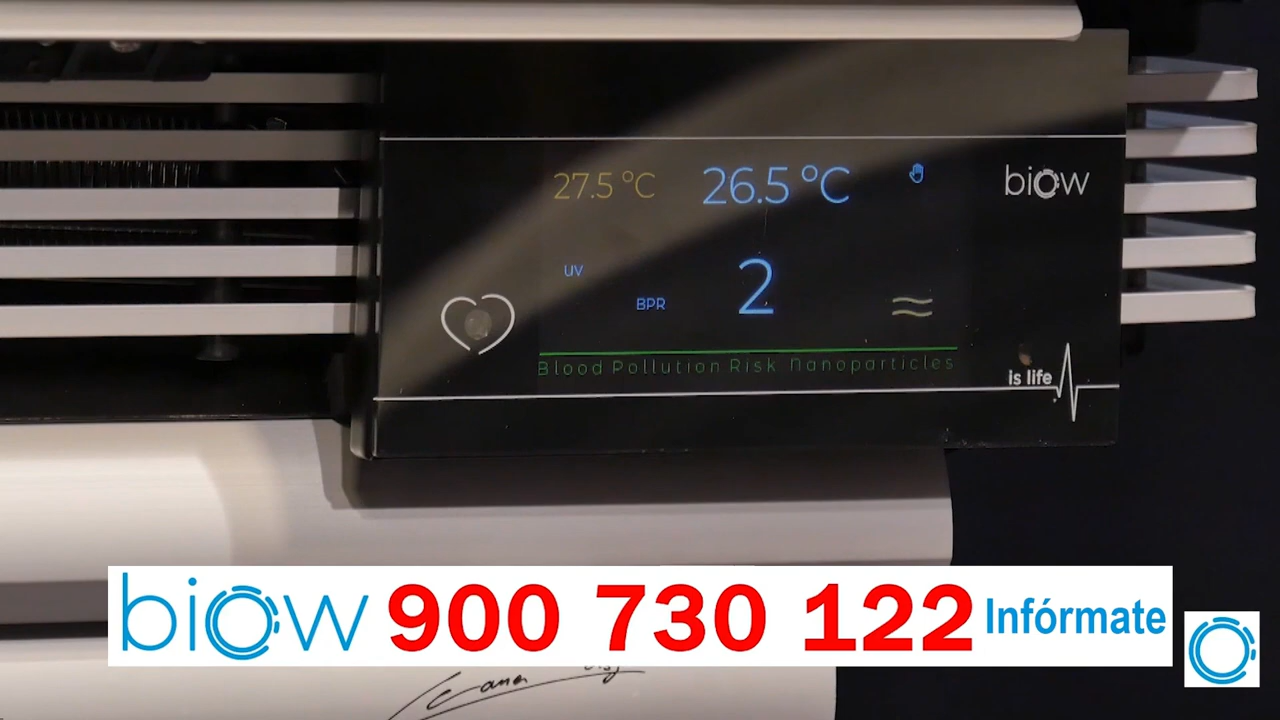 27.5 °C 26.5 °C
biow
UV
2
BPR
Blood Pollution Risk Nanoparticles
is life
biow 900 730 122 Infórmate